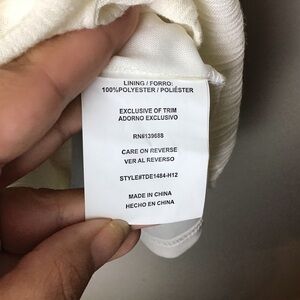 LINING / FORRO:
100%POLYESTER / POLIÉSTER
EXCLUSIVE OF TRIM
ADORNO EXCLUSIVO
RN#139688
CARE ON REVERSE
VER AL REVERSO
STYLE#TDE1484-H12
MADE IN CHINA
HECHO EN CHINA